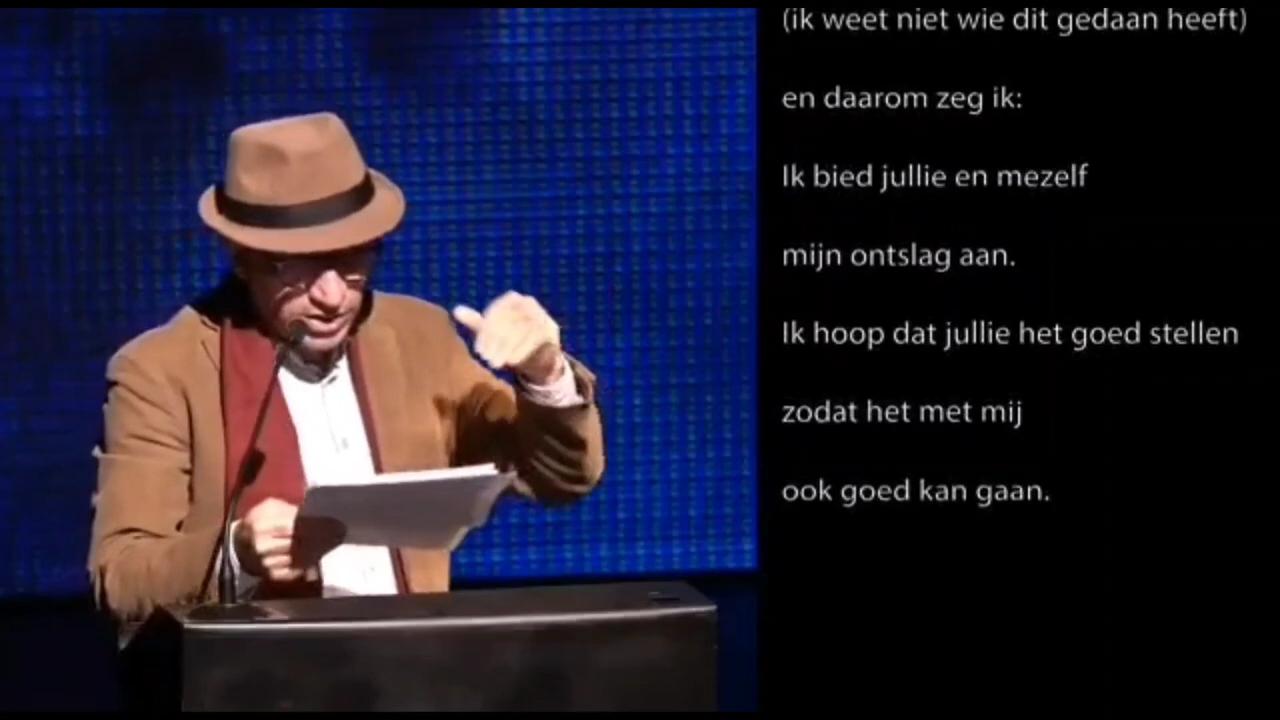 (ik weet niet wie dit gedaan heeft)
en daarom zeg ik:
Ik bied jullie en mezelf
mijn ontslag aan.
Ik hoop dat jullie het goed stellen
zodat het met mij
ook goed kan gaan.